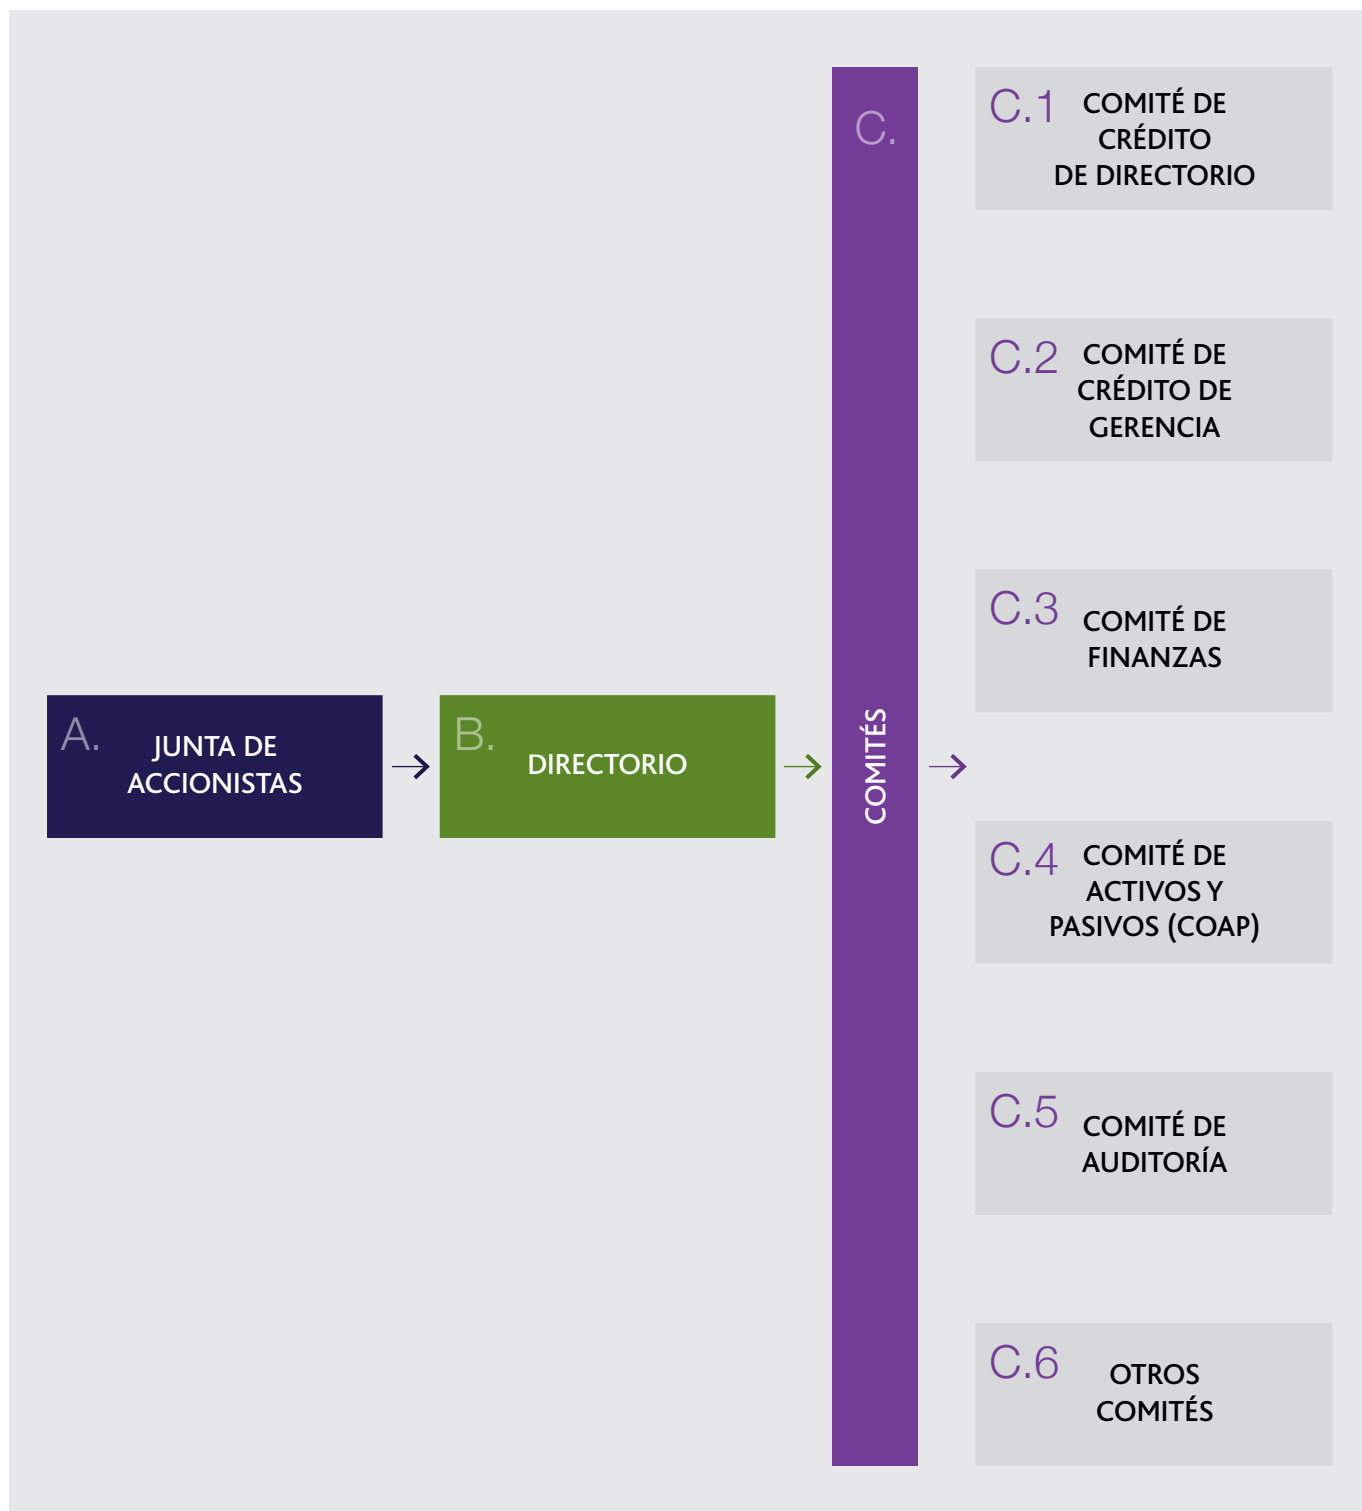 A.
JUNTA DE
ACCIONISTAS
B.
DIRECTORIO
C.
COMITÉS
C.1
COMITÉ DE
CRÉDITO
DE DIRECTORIO
C.2
COMITÉ DE
CRÉDITO DE
GERENCIA
C.3
COMITÉ DE
FINANZAS
C.4
COMITÉ DE
ACTIVOS Y
PASIVOS (COAP)
C.5
COMITÉ DE
AUDITORÍA
C.6
OTROS
COMITÉS